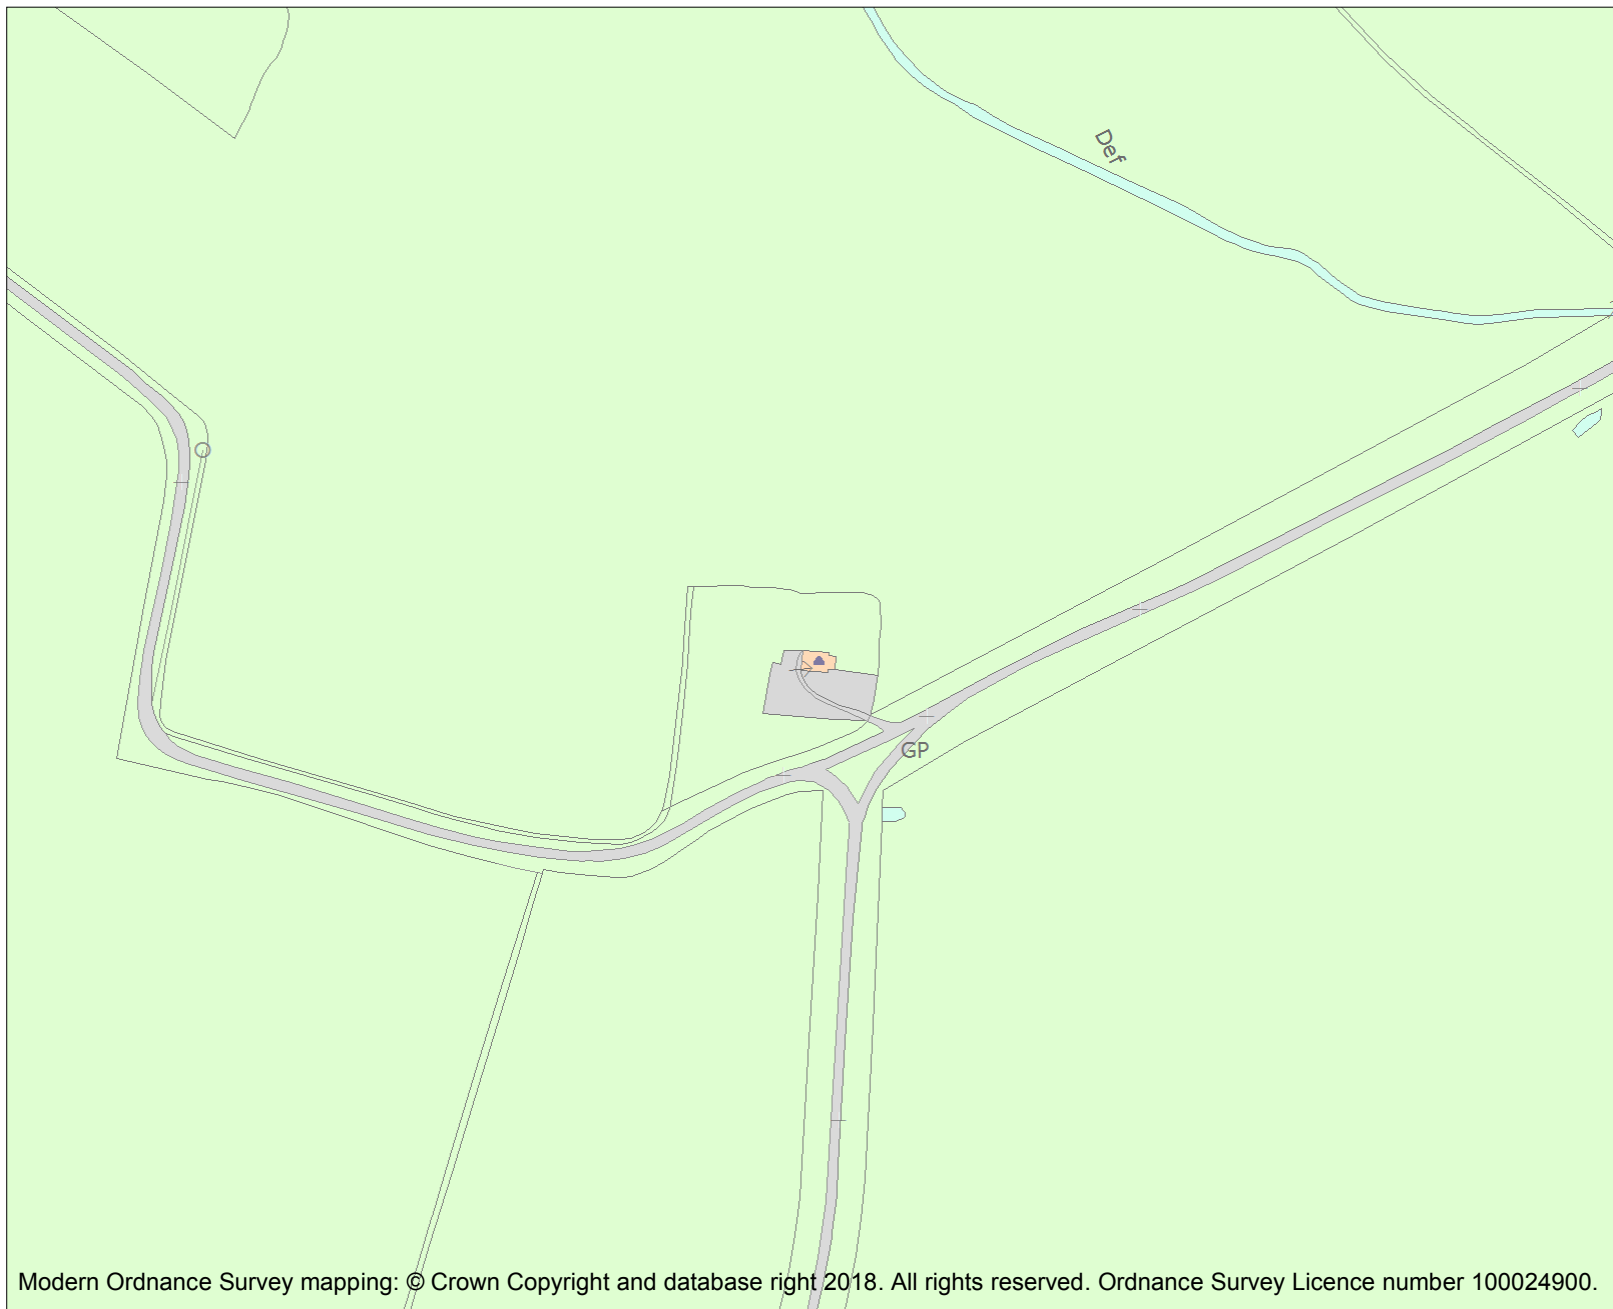 Def
GP
Modern Ordnance Survey mapping: © Crown Copyright and database right 2018. All rights reserved. Ordnance Survey Licence number 100024900.